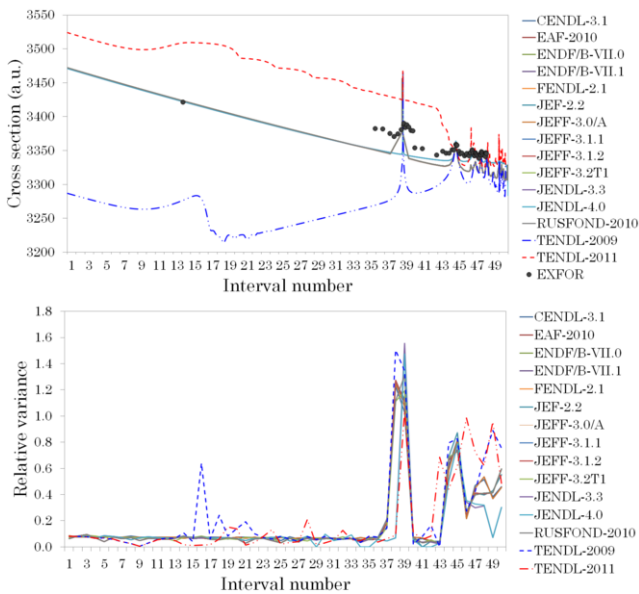 3550
3500
3450
3400
3350
3300
3250
3200
Cross section (a.u.)
1 3 5 7 9 11 13 15 17 19 21 23 25 27 29 31 33 35 37 39 41 43 45 47 49
Interval number
CENDL-3.1
EAF-2010
ENDF/B-VII.0
ENDF/B-VII.1
FENDL-2.1
JEF-2.2
JEFF-3.0/A
JEFF-3.1.1
JEFF-3.1.2
JEFF-3.2T1
JENDL-3.3
JENDL-4.0
RUSFOND-2010
TENDL-2009
TENDL-2011
EXFOR
1.8
1.6
1.4
1.2
1.0
0.8
0.6
0.4
0.2
0.0
Relative variance
1 3 5 7 9 11 13 15 17 19 21 23 25 27 29 31 33 35 37 39 41 43 45 47 49
Interval number
CENDL-3.1
EAF-2010
ENDF/B-VII.0
ENDF/B-VII.1
FENDL-2.1
JEF-2.2
JEFF-3.0/A
JEFF-3.1.1
JEFF-3.1.2
JEFF-3.2T1
JENDL-3.3
JENDL-4.0
RUSFOND-2010
TENDL-2009
TENDL-2011